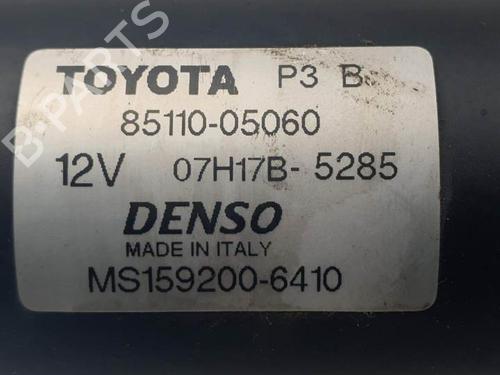 TOYOTA P3 B
85110-05060
12V 07H17B- 5285
DENSO
MADE IN ITALY
MS159200-6410
B-PARTS